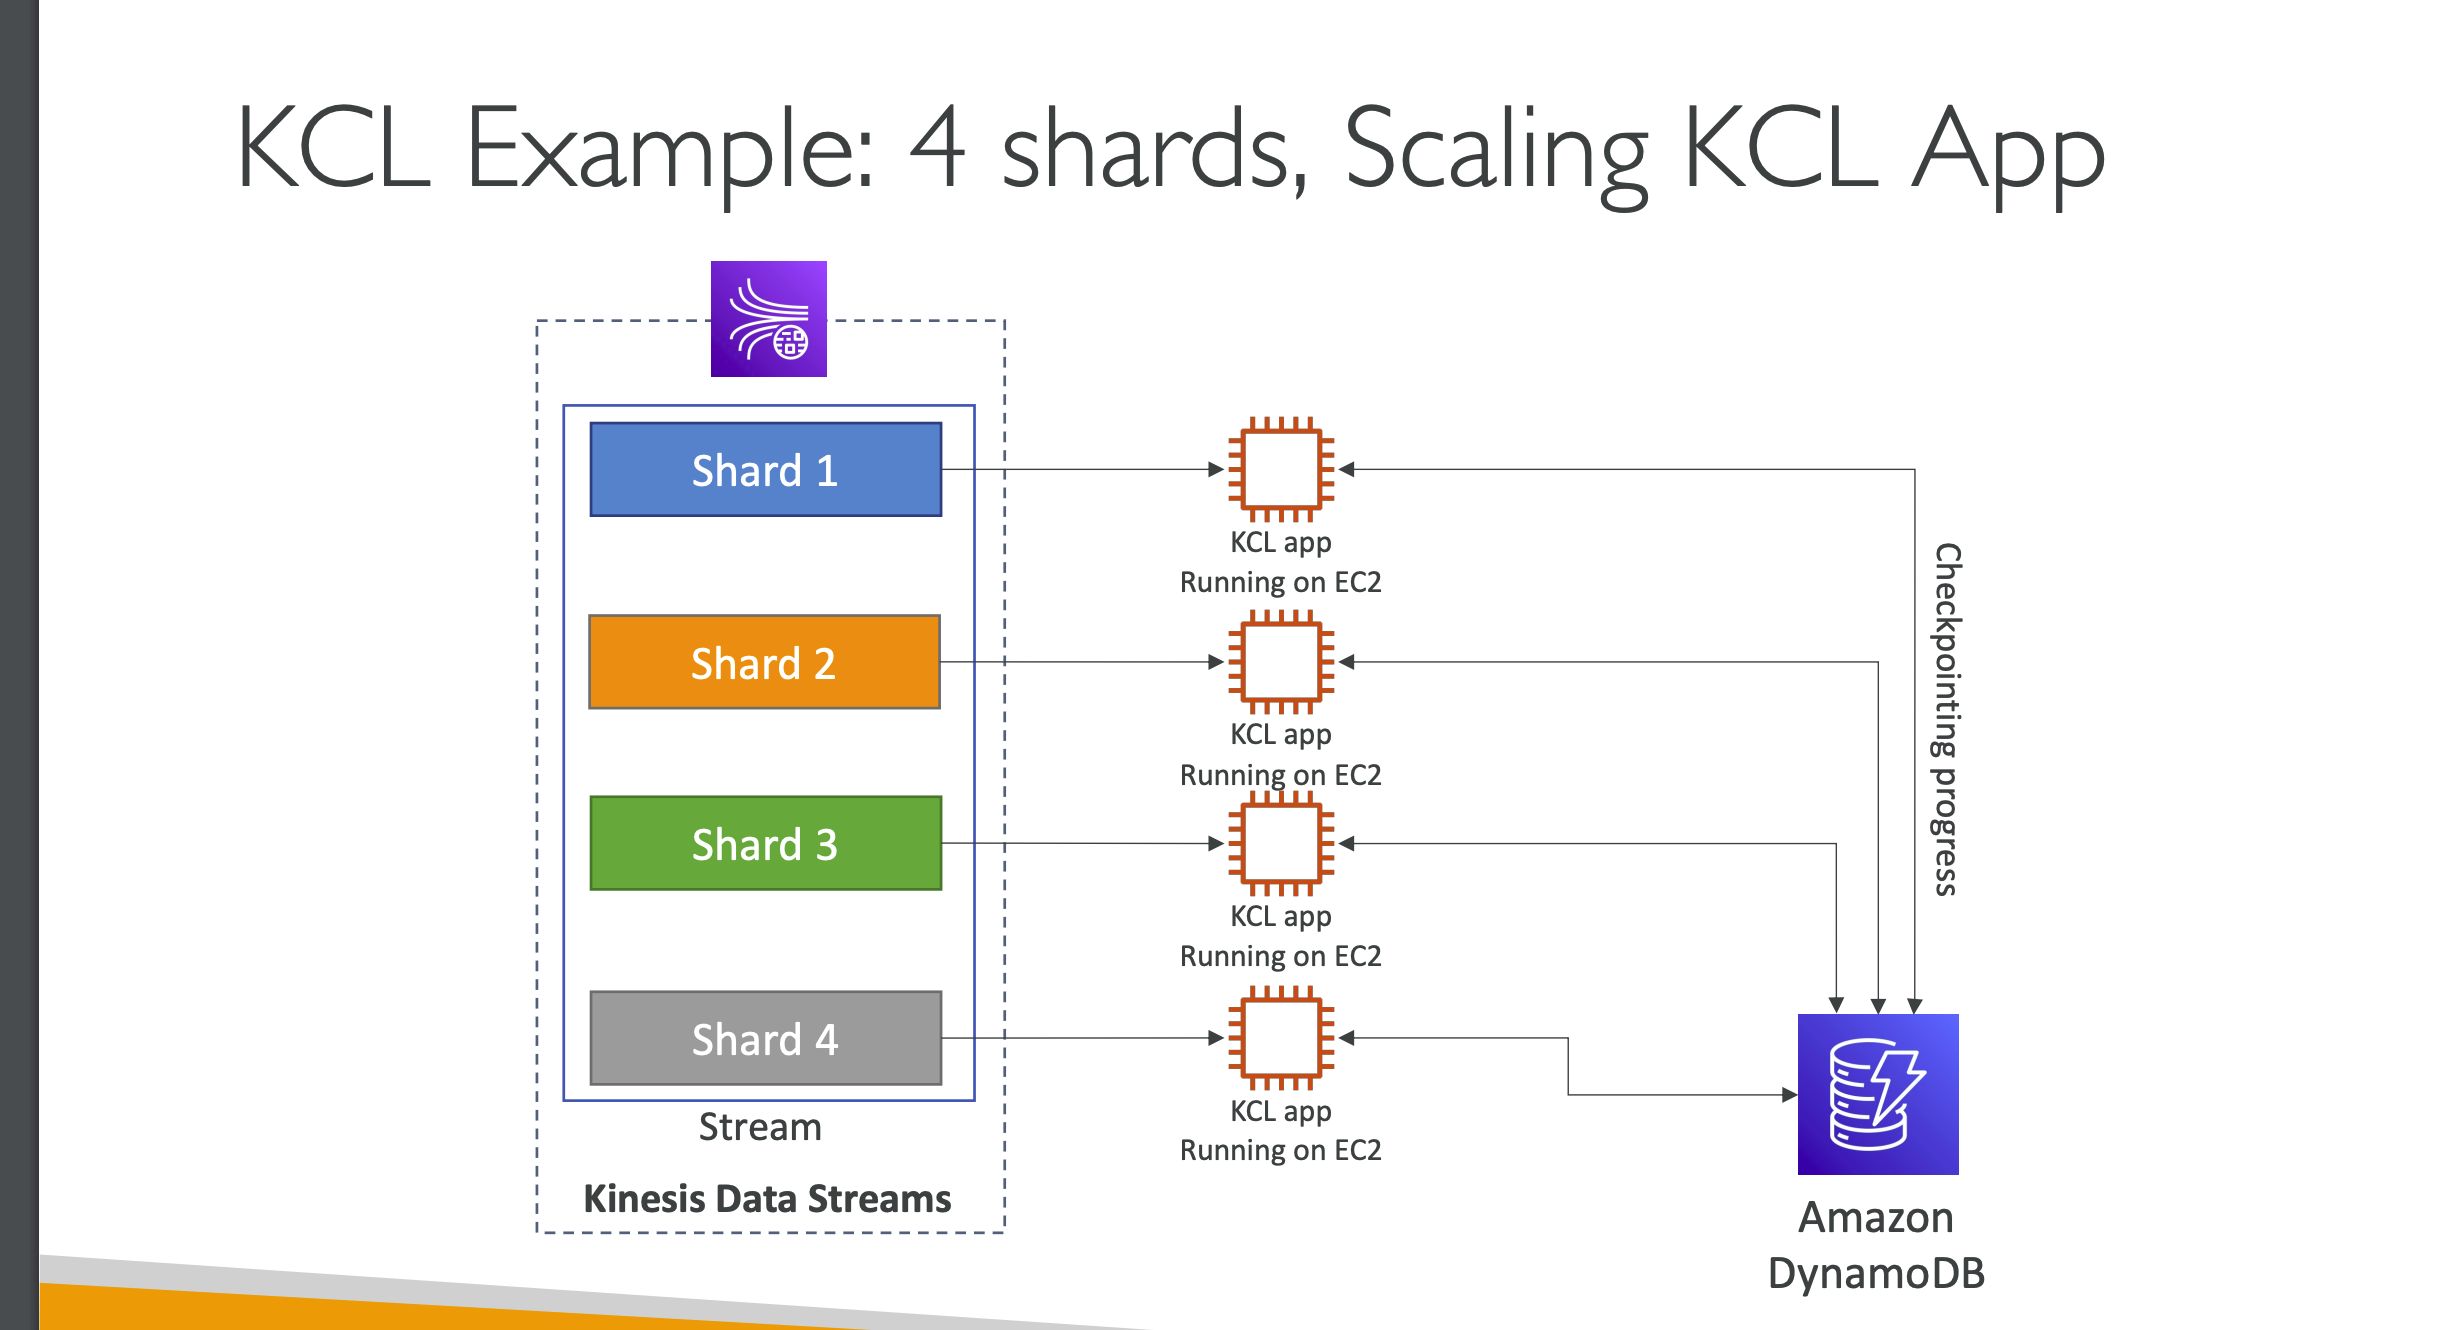 KCL Example: 4 shards, Scaling KCL App
Shard 1
Shard 2
Shard 3
Shard 4
Stream
Kinesis Data Streams
KCL app
Running on EC2
KCL app
Running on EC2
KCL app
Running on EC2
KCL app
Running on EC2
Checkpointing progress
Amazon
DynamoDB